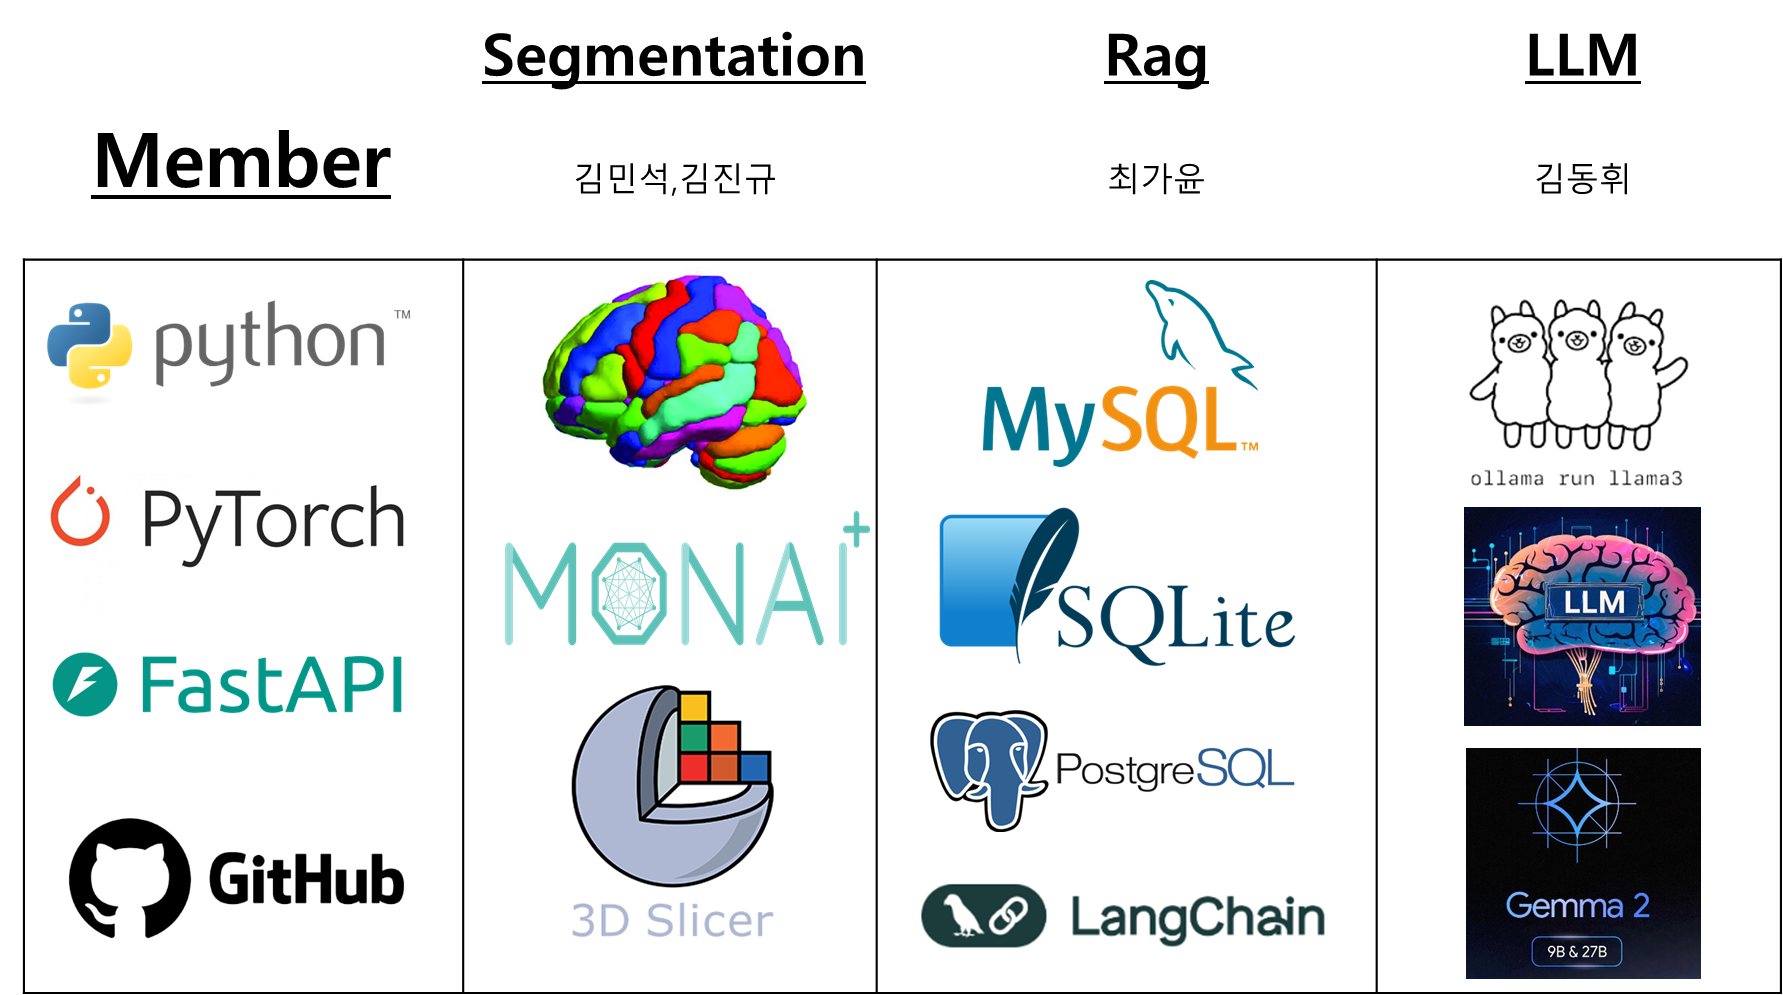 Segmentation
Rag
LLM
Member
김민석,김진규
최가윤
김동휘
python™
PyTorch
FastAPI
GitHub
MONAI+
3D Slicer
MySQL™
SQLite
PostgreSQL
LangChain
ollama run llama3
LLM
Gemma 2
9B & 27B